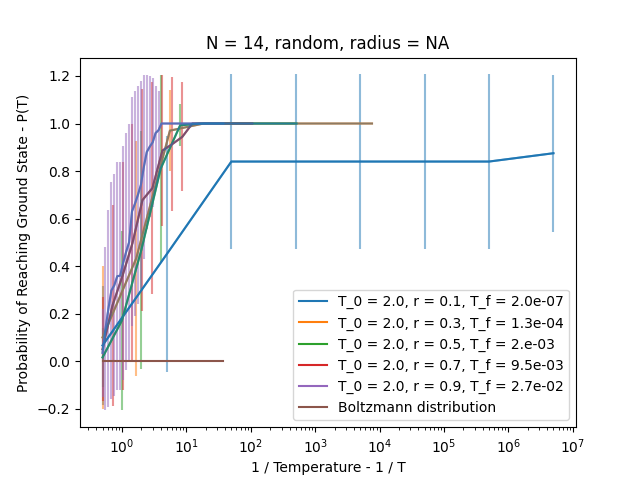 N = 14, random, radius = NA
Probability of Reaching Ground State - P(T)
1.2
1.0
0.8
0.6
0.4
0.2
0.0
−0.2
T_0 = 2.0, r = 0.1, T_f = 2.0e-07
T_0 = 2.0, r = 0.3, T_f = 1.3e-04
T_0 = 2.0, r = 0.5, T_f = 2.e-03
T_0 = 2.0, r = 0.7, T_f = 9.5e-03
T_0 = 2.0, r = 0.9, T_f = 2.7e-02
Boltzmann distribution
10⁰ 10¹ 10² 10³ 10⁴ 10⁵ 10⁶ 10⁷
1 / Temperature - 1 / T